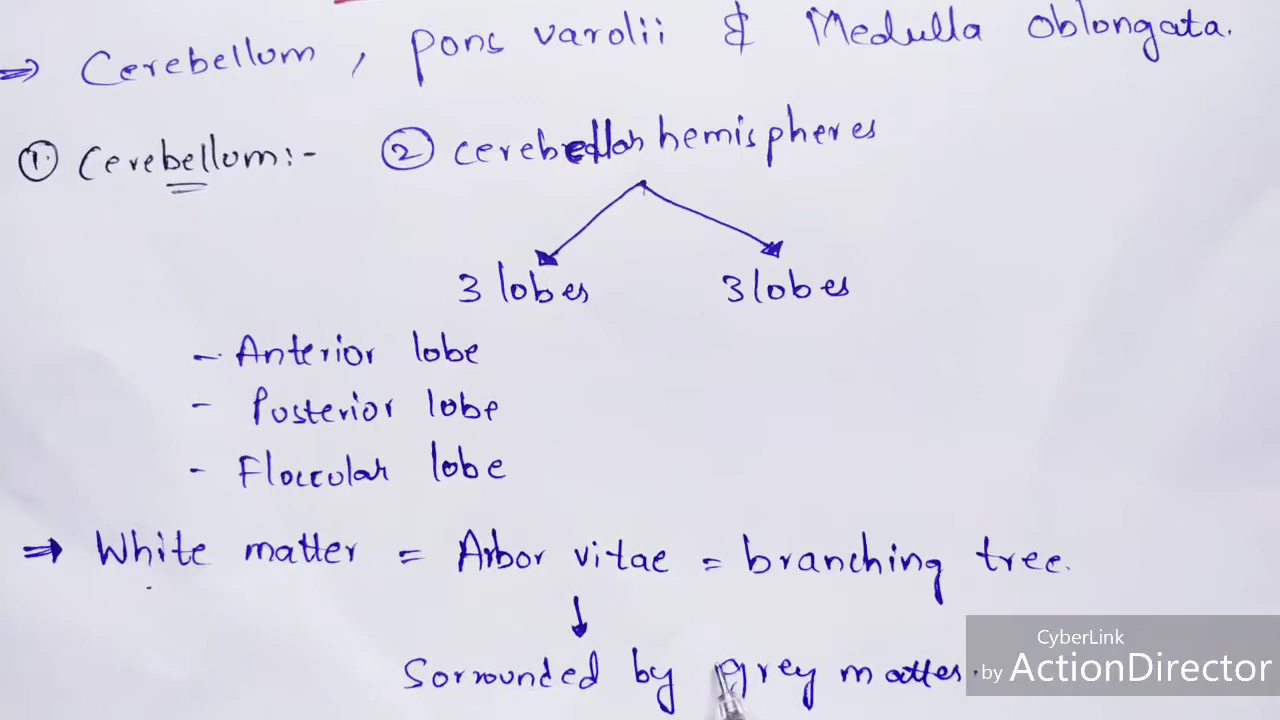 ⇒ Cerebellum, Pons varolii & Medulla oblongata.
① Cerebellum:- ② cerebellar hemispheres
3 lobes 3 lobes
- Anterior lobe
- Posterior lobe
- Floccular lobe
⇒ White matter = Arbor vitae = branching tree.
↓
Sorrounded by grey matter.
CyberLink
by ActionDirector